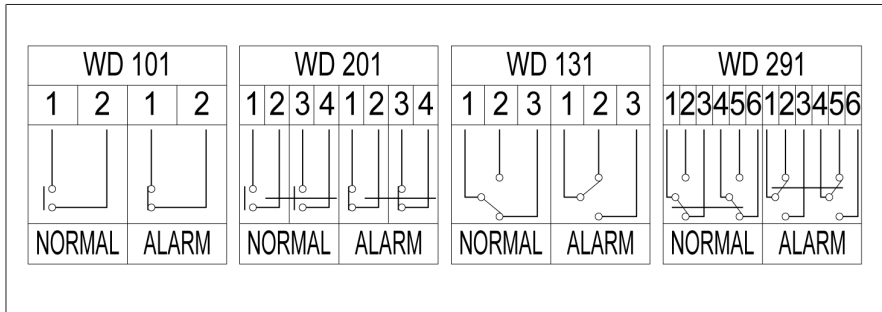 WD 101 WD 201 WD 131 WD 291
1 2 1 2 1 2 3 4 1 2 3 4 1 2 3 1 2 3 1 2 3 4 5 6 1 2 3 4 5 6
NORMAL ALARM NORMAL ALARM NORMAL ALARM NORMAL ALARM